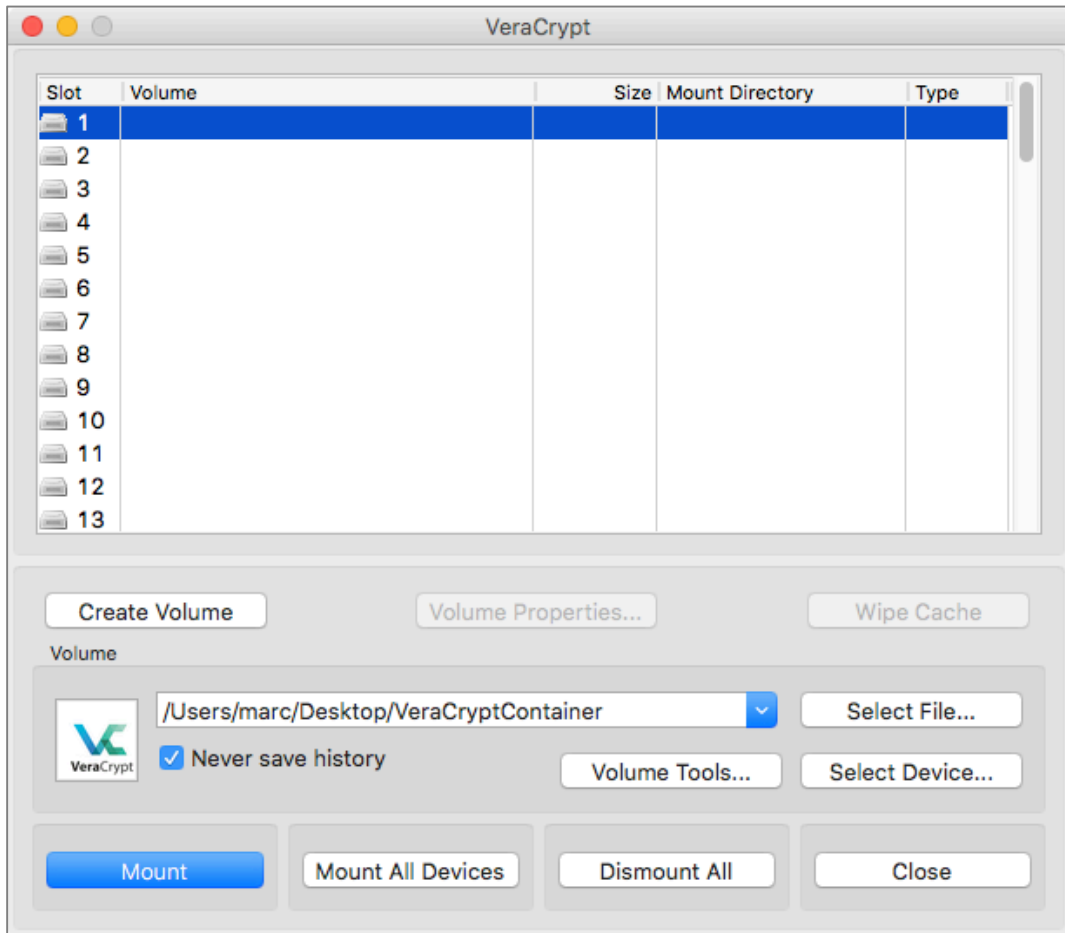 VeraCrypt
Slot Volume Size Mount Directory Type
1
2
3
4
5
6
7
8
9
10
11
12
13
Create Volume Volume Properties... Wipe Cache
Volume
/Users/marc/Desktop/VeraCryptContainer Select File...
VeraCrypt Never save history Volume Tools... Select Device...
Mount Mount All Devices Dismount All Close